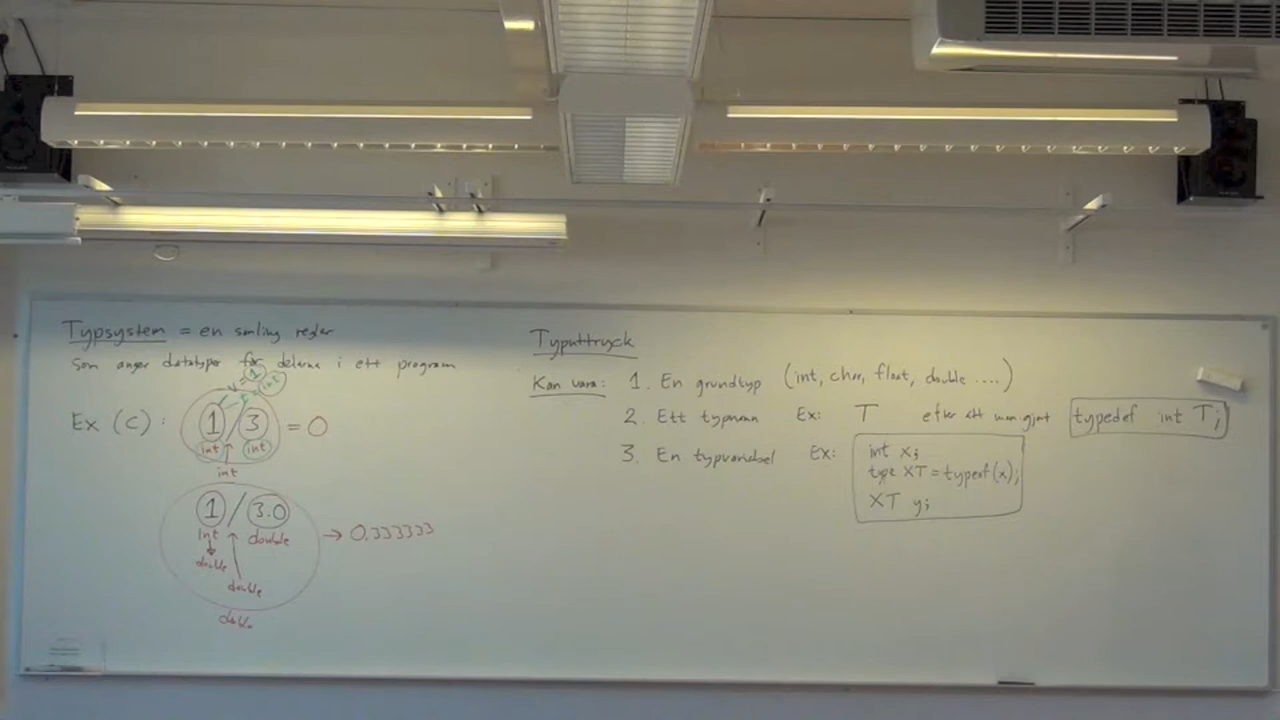 Typsystem = en samling regler
som anger datatyper för delarna i ett program
v = 1
int
Ex (C) : 1 / 3 = 0
int int
int
1 / 3.0 → 0.333333
int double
double
double
Typuttryck
Kan vara: 1. En grundtyp (int, char, float, double ....)
2. Ett typnamn Ex: T efter att man gjort typedef int T;
3. En typvariabel Ex: int x;
type XT = typeof(x);
XT y;